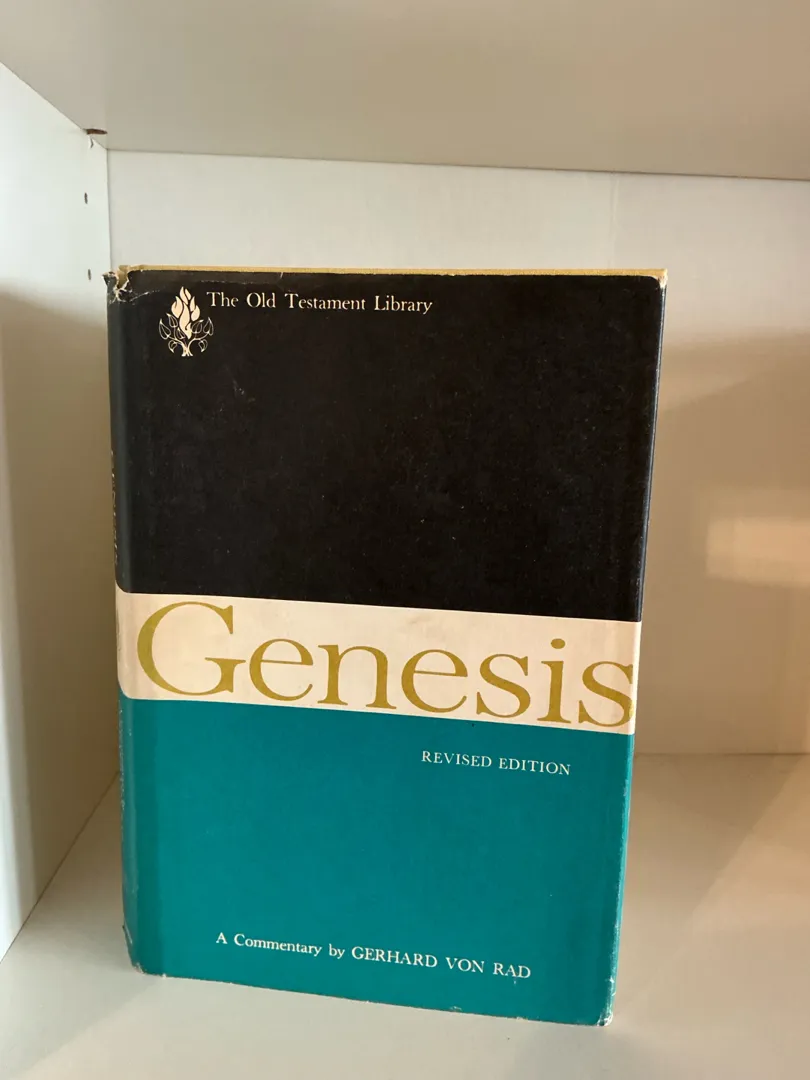 The Old Testament Library
Genesis
REVISED EDITION
A Commentary by GERHARD VON RAD